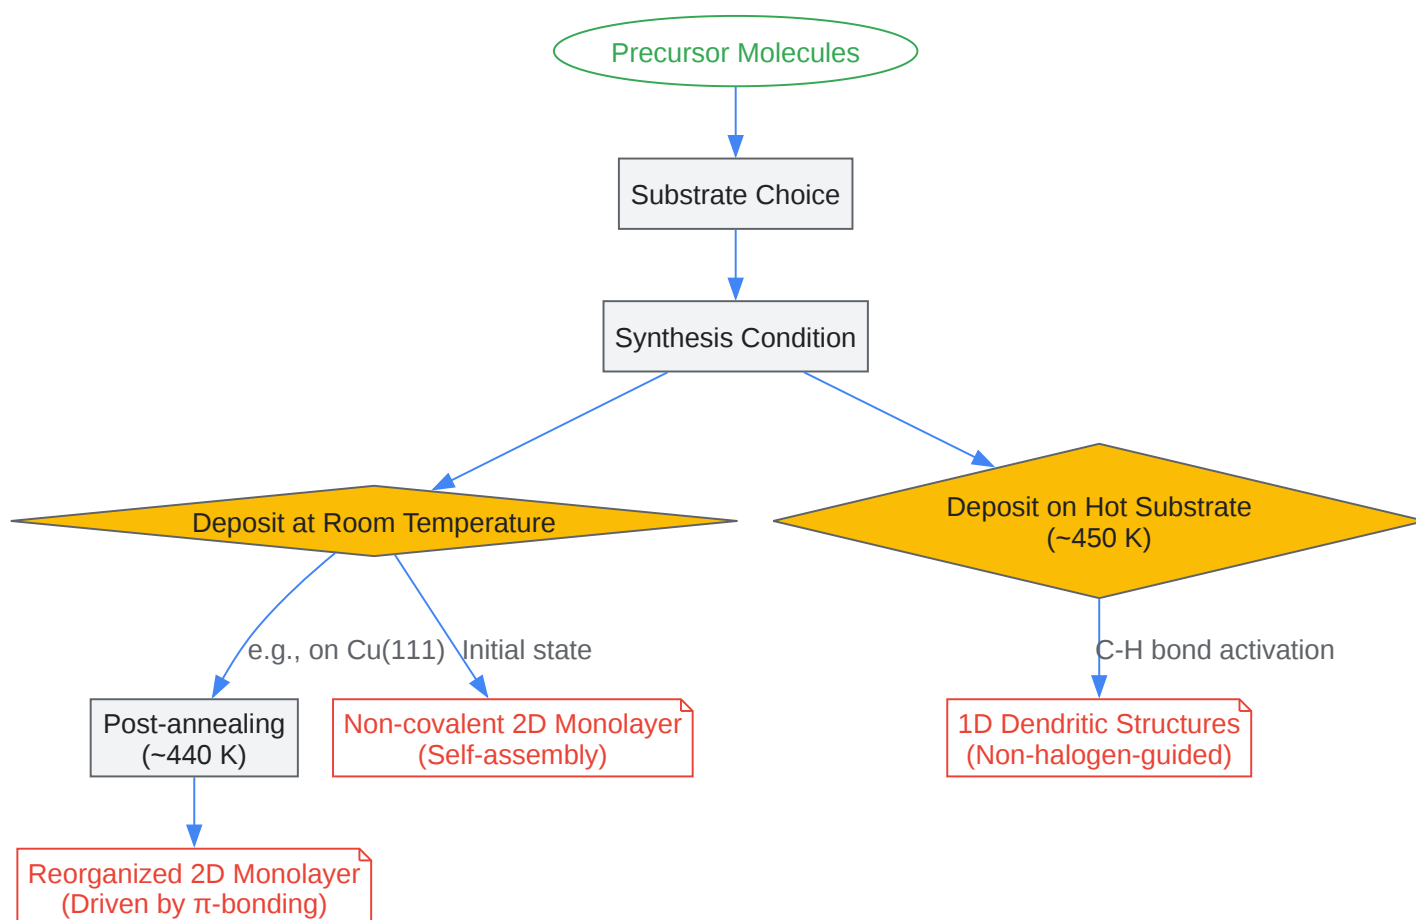 Precursor Molecules
Substrate Choice
Synthesis Condition
Deposit at Room Temperature
Deposit on Hot Substrate
(~450 K)
e.g., on Cu(111)
Initial state
C-H bond activation
Post-annealing
(~440 K)
Non-covalent 2D Monolayer
(Self-assembly)
1D Dendritic Structures
(Non-halogen-guided)
Reorganized 2D Monolayer
(Driven by π-bonding)